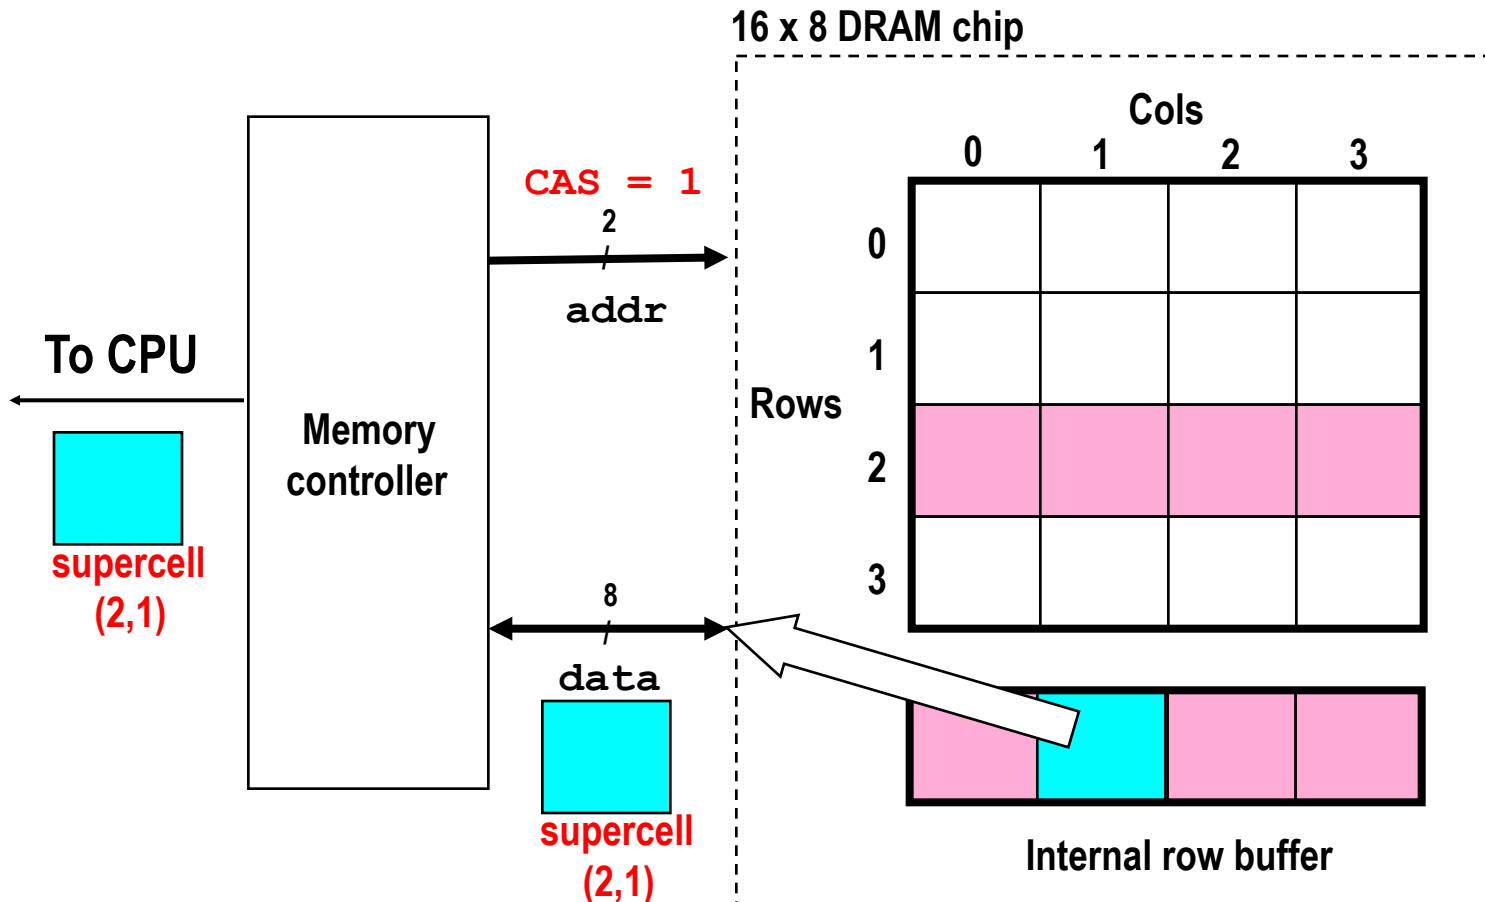 16 x 8 DRAM chip
Cols
0 1 2 3
CAS = 1
2
addr
0
To CPU
1
Rows
Memory
controller
2
supercell
(2,1)
3
8
data
supercell
(2,1)
Internal row buffer